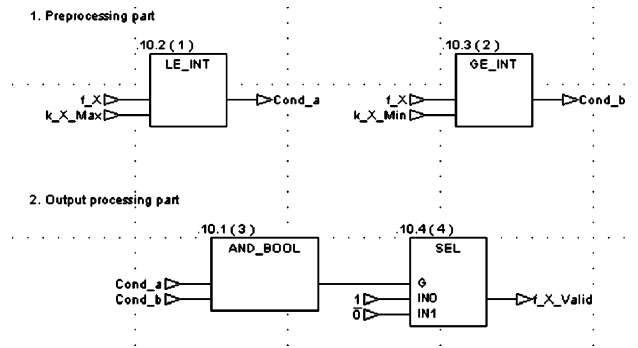 1. Preprocessing part
.10.2(1) .10.3(2)
LE_INT GE_INT
f_X Cond_a f_X Cond_b
k_X_Max k_X_Min
2. Output processing part
.10.1(3) .10.4(4)
AND_BOOL SEL
Cond_a G
Cond_b 1 IN0 f_X_Valid
0 IN1